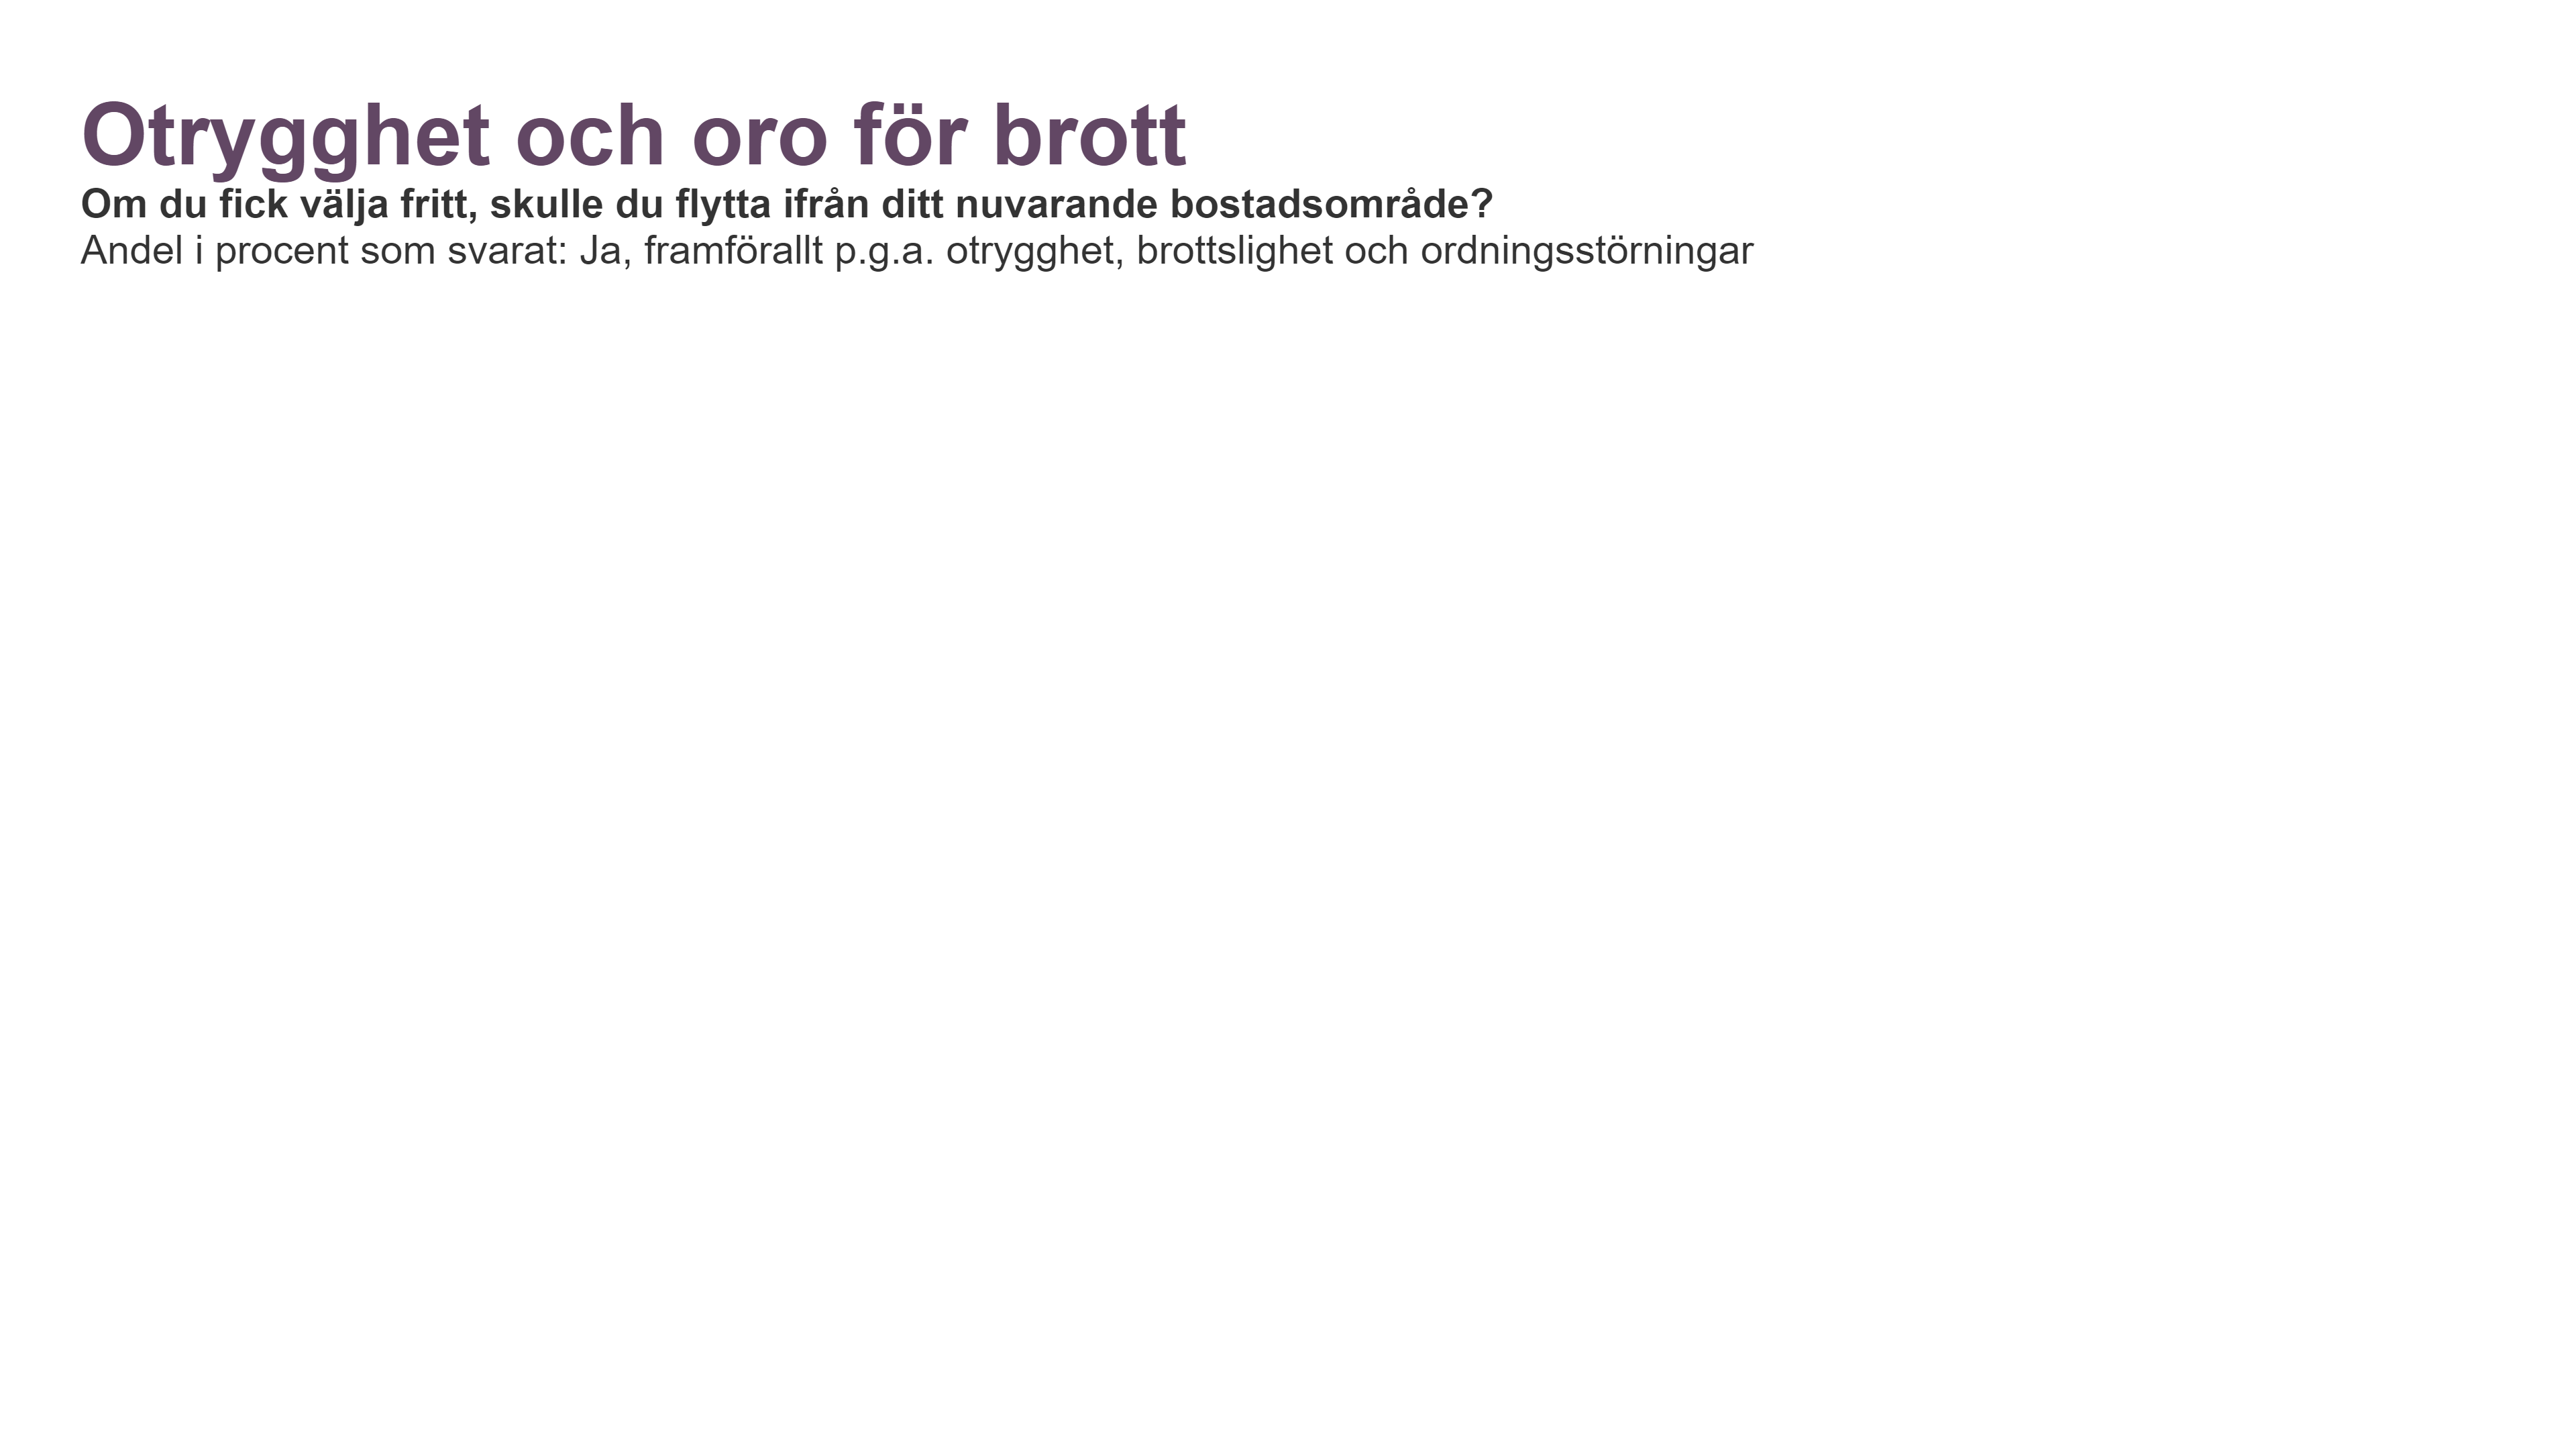 Otrygghet och oro för brott
Om du fick välja fritt, skulle du flytta ifrån ditt nuvarande bostadsområde?
Andel i procent som svarat: Ja, framförallt p.g.a. otrygghet, brottslighet och ordningsstörningar